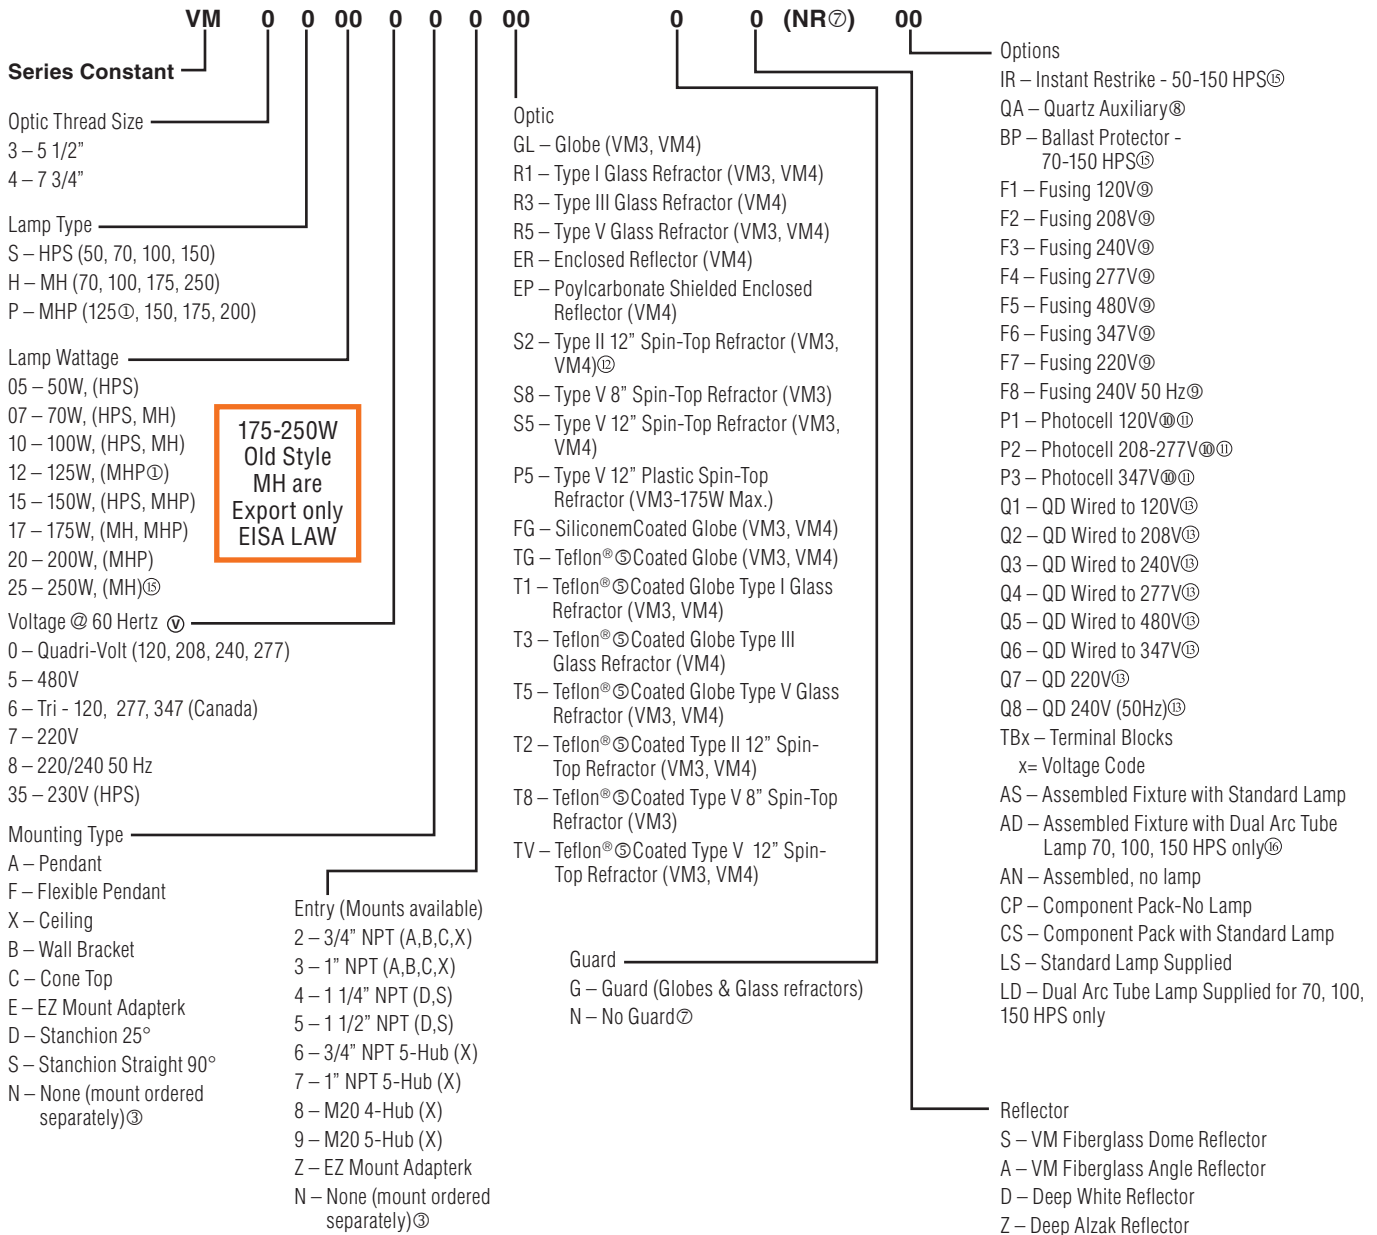 VM 0 0 00 0 0 0 00 0 0 (NR⑦) 00
Series Constant
Optic Thread Size
3 – 5 1/2”
4 – 7 3/4”
Lamp Type
S – HPS (50, 70, 100, 150)
H – MH (70, 100, 175, 250)
P – MHP (125①, 150, 175, 200)
Lamp Wattage
05 – 50W, (HPS)
07 – 70W, (HPS, MH)
10 – 100W, (HPS, MH)
12 – 125W, (MHP①)
15 – 150W, (HPS, MHP)
17 – 175W, (MH, MHP)
20 – 200W, (MHP)
25 – 250W, (MH)⑮
175-250W
Old Style
MH are
Export only
EISA LAW
Voltage @ 60 Hertz Ⓥ
0 – Quadri-Volt (120, 208, 240, 277)
5 – 480V
6 – Tri - 120, 277, 347 (Canada)
7 – 220V
8 – 220/240 50 Hz
35 – 230V (HPS)
Mounting Type
A – Pendant
F – Flexible Pendant
X – Ceiling
B – Wall Bracket
C – Cone Top
E – EZ Mount Adapterk
D – Stanchion 25°
S – Stanchion Straight 90°
N – None (mount ordered
separately)③
Entry (Mounts available)
2 – 3/4” NPT (A,B,C,X)
3 – 1” NPT (A,B,C,X)
4 – 1 1/4” NPT (D,S)
5 – 1 1/2” NPT (D,S)
6 – 3/4” NPT 5-Hub (X)
7 – 1” NPT 5-Hub (X)
8 – M20 4-Hub (X)
9 – M20 5-Hub (X)
Z – EZ Mount Adapterk
N – None (mount ordered
separately)③
Optic
GL – Globe (VM3, VM4)
R1 – Type I Glass Refractor (VM3, VM4)
R3 – Type III Glass Refractor (VM4)
R5 – Type V Glass Refractor (VM3, VM4)
ER – Enclosed Reflector (VM4)
EP – Poylcarbonate Shielded Enclosed
Reflector (VM4)
S2 – Type II 12” Spin-Top Refractor (VM3,
VM4)⑫
S8 – Type V 8” Spin-Top Refractor (VM3)
S5 – Type V 12” Spin-Top Refractor (VM3,
VM4)
P5 – Type V 12” Plastic Spin-Top
Refractor (VM3-175W Max.)
FG – SiliconemCoated Globe (VM3, VM4)
TG – Teflon®⑤Coated Globe (VM3, VM4)
T1 – Teflon®⑤Coated Globe Type I Glass
Refractor (VM3, VM4)
T3 – Teflon®⑤Coated Globe Type III
Glass Refractor (VM4)
T5 – Teflon®⑤Coated Globe Type V Glass
Refractor (VM3, VM4)
T2 – Teflon®⑤Coated Type II 12” Spin-
Top Refractor (VM3, VM4)
T8 – Teflon®⑤Coated Type V 8” Spin-Top
Refractor (VM3)
TV – Teflon®⑤Coated Type V 12” Spin-
Top Refractor (VM3, VM4)
Guard
G – Guard (Globes & Glass refractors)
N – No Guard⑦
Options
IR – Instant Restrike - 50-150 HPS⑮
QA – Quartz Auxiliary⑧
BP – Ballast Protector -
70-150 HPS⑮
F1 – Fusing 120V⑨
F2 – Fusing 208V⑨
F3 – Fusing 240V⑨
F4 – Fusing 277V⑨
F5 – Fusing 480V⑨
F6 – Fusing 347V⑨
F7 – Fusing 220V⑨
F8 – Fusing 240V 50 Hz⑨
P1 – Photocell 120V⑩⑪
P2 – Photocell 208-277V⑩⑪
P3 – Photocell 347V⑩⑪
Q1 – QD Wired to 120V⑬
Q2 – QD Wired to 208V⑬
Q3 – QD Wired to 240V⑬
Q4 – QD Wired to 277V⑬
Q5 – QD Wired to 480V⑬
Q6 – QD Wired to 347V⑬
Q7 – QD 220V⑬
Q8 – QD 240V (50Hz)⑬
TBx – Terminal Blocks
x= Voltage Code
AS – Assembled Fixture with Standard Lamp
AD – Assembled Fixture with Dual Arc Tube
Lamp 70, 100, 150 HPS only⑯
AN – Assembled, no lamp
CP – Component Pack-No Lamp
CS – Component Pack with Standard Lamp
LS – Standard Lamp Supplied
LD – Dual Arc Tube Lamp Supplied for 70, 100,
150 HPS only
Reflector
S – VM Fiberglass Dome Reflector
A – VM Fiberglass Angle Reflector
D – Deep White Reflector
Z – Deep Alzak Reflector